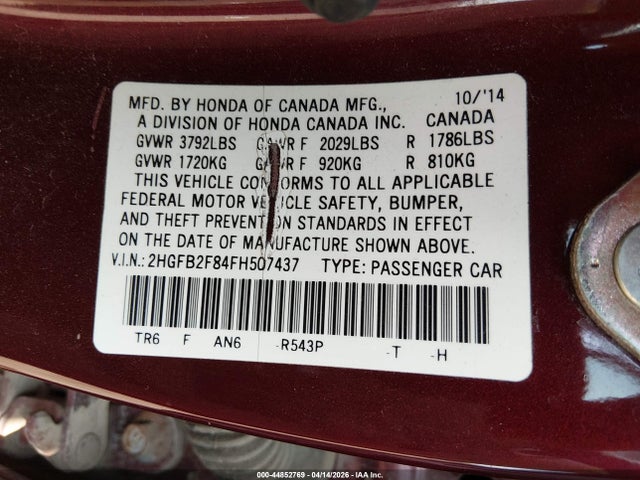 MFD. BY HONDA OF CANADA MFG., 10/'14
A DIVISION OF HONDA CANADA INC. CANADA
GVWR 3792LBS GAWR F 2029LBS R 1786LBS
GVWR 1720KG GAWR F 920KG R 810KG
THIS VEHICLE CONFORMS TO ALL APPLICABLE
FEDERAL MOTOR VEHICLE SAFETY, BUMPER,
AND THEFT PREVENTION STANDARDS IN EFFECT
ON THE DATE OF MANUFACTURE SHOWN ABOVE.
V.I.N.: 2HGFB2F84FH507437 TYPE: PASSENGER CAR
TR6 F AN6 -R543P -T -H
000-44852769 - 04/14/2026 - IAA Inc.